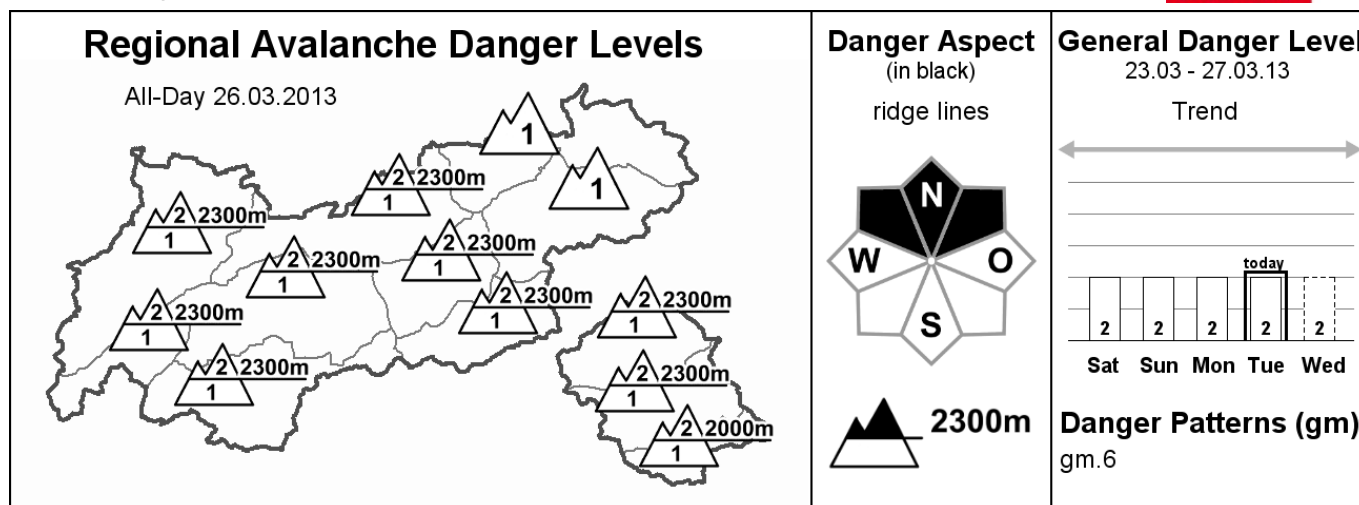 Regional Avalanche Danger Levels
All-Day 26.03.2013
1
1
2 2300m
1
2 2300m
1
2 2300m
1
2 2300m
1
2 2300m
1
2 2300m
1
2 2300m
1
2 2300m
1
2 2300m
1
2 2000m
1
Danger Aspect
(in black)
ridge lines
N
W
O
S
2300m
General Danger Level
23.03 - 27.03.13
Trend
today
2 2 2 2 2
Sat Sun Mon Tue Wed
Danger Patterns (gm)
gm.6